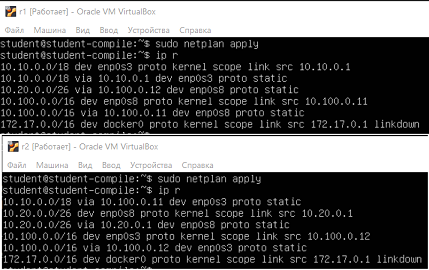 r1 [Работает] - Oracle VM VirtualBox
Файл Машина Вид Ввод Устройства Справка
student@student-compile:~$ sudo netplan apply
student@student-compile:~$ ip r
10.10.0.0/18 dev enp0s3 proto kernel scope link src 10.10.0.1
10.10.0.0/18 via 10.10.0.1 dev enp0s3 proto static
10.20.0.0/26 via 10.100.0.12 dev enp0s8 proto static
10.100.0.0/16 dev enp0s8 proto kernel scope link src 10.100.0.11
10.100.0.0/16 via 10.100.0.11 dev enp0s8 proto static
172.17.0.0/16 dev docker0 proto kernel scope link src 172.17.0.1 linkdown
r2 [Работает] - Oracle VM VirtualBox
Файл Машина Вид Ввод Устройства Справка
student@student-compile:~$ sudo netplan apply
student@student-compile:~$ ip r
10.10.0.0/18 via 10.100.0.11 dev enp0s3 proto static
10.20.0.0/26 dev enp0s8 proto kernel scope link src 10.20.0.1
10.20.0.0/26 via 10.20.0.1 dev enp0s8 proto static
10.100.0.0/16 dev enp0s3 proto kernel scope link src 10.100.0.12
10.100.0.0/16 via 10.100.0.12 dev enp0s3 proto static
172.17.0.0/16 dev docker0 proto kernel scope link src 172.17.0.1 linkdown